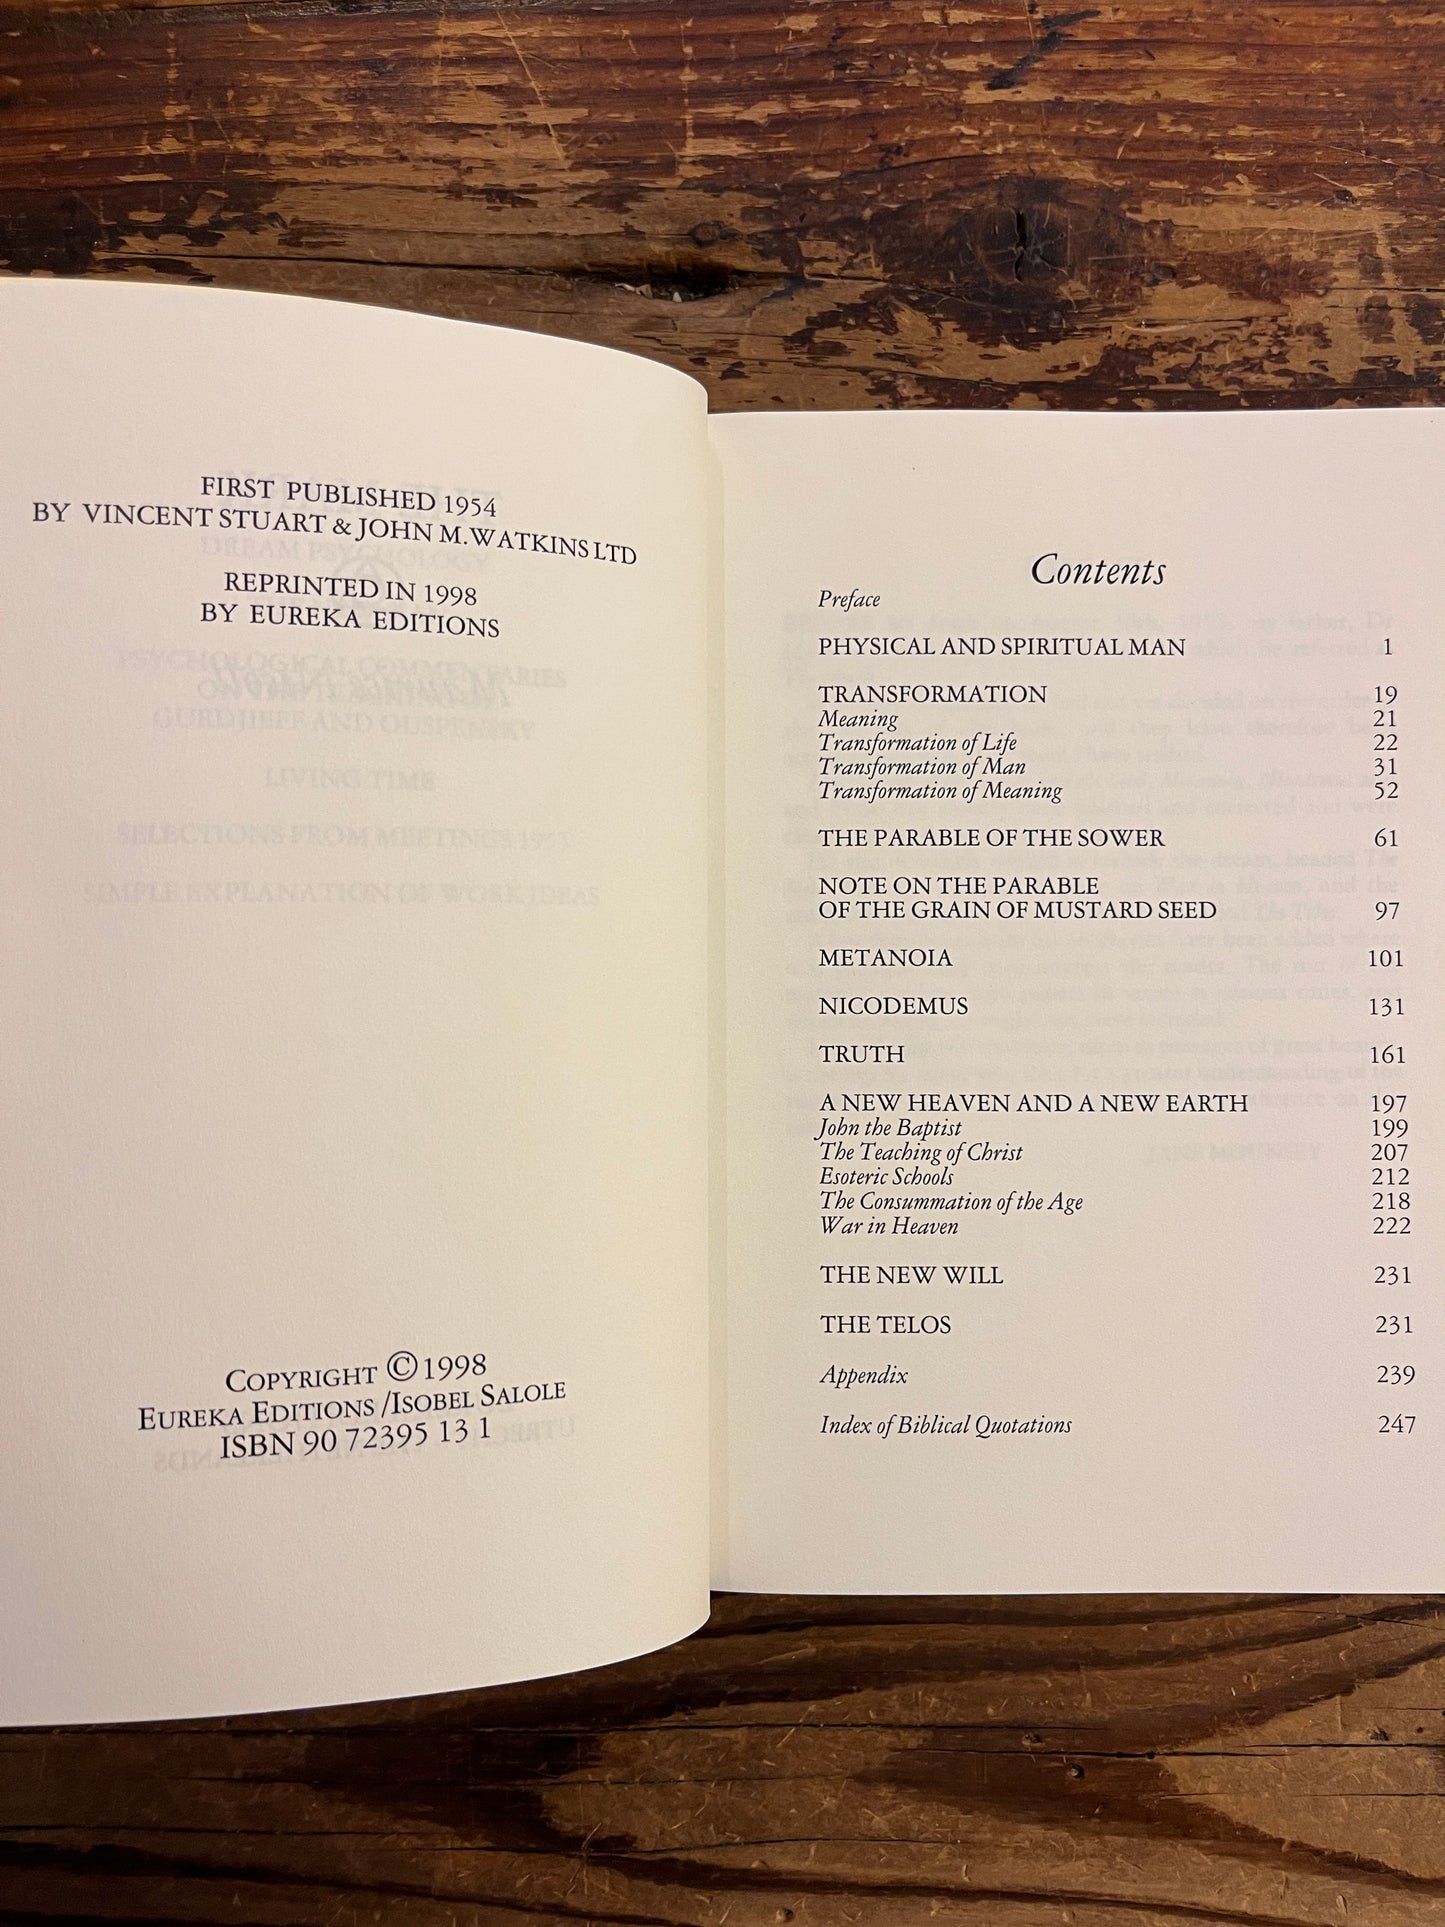 FIRST PUBLISHED 1954
BY VINCENT STUART & JOHN M. WATKINS LTD
REPRINTED IN 1998
BY EUREKA EDITIONS
COPYRIGHT © 1998
EUREKA EDITIONS / ISOBEL SALOLE
ISBN 90 72395 13 1
Contents
Preface
PHYSICAL AND SPIRITUAL MAN 1
TRANSFORMATION 19
Meaning 21
Transformation of Life 22
Transformation of Man 31
Transformation of Meaning 52
THE PARABLE OF THE SOWER 61
NOTE ON THE PARABLE
OF THE GRAIN OF MUSTARD SEED 97
METANOIA 101
NICODEMUS 131
TRUTH 161
A NEW HEAVEN AND A NEW EARTH 197
John the Baptist 199
The Teaching of Christ 207
Esoteric Schools 212
The Consummation of the Age 218
War in Heaven 222
THE NEW WILL 231
THE TELOS 231
Appendix 239
Index of Biblical Quotations 247